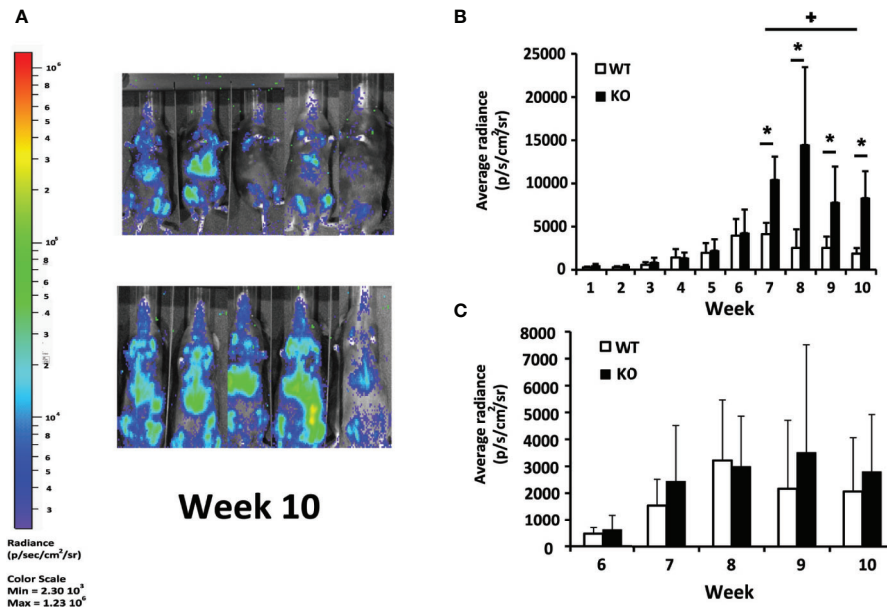 A
10⁶
8
6
4
3
2
10⁵
8
6
4
3
2
10⁴
8
6
4
3
Radiance
(p/sec/cm²/sr)
Color Scale
Min = 2.30 10³
Max = 1.23 10⁶
Week 10
B
+
* * * *
Average radiance
(p/s/cm²/sr)
WT
KO
25000
20000
15000
10000
5000
0
1 2 3 4 5 6 7 8 9 10
Week
C
Average radiance
(p/s/cm²/sr)
WT
KO
8000
7000
6000
5000
4000
3000
2000
1000
0
6 7 8 9 10
Week